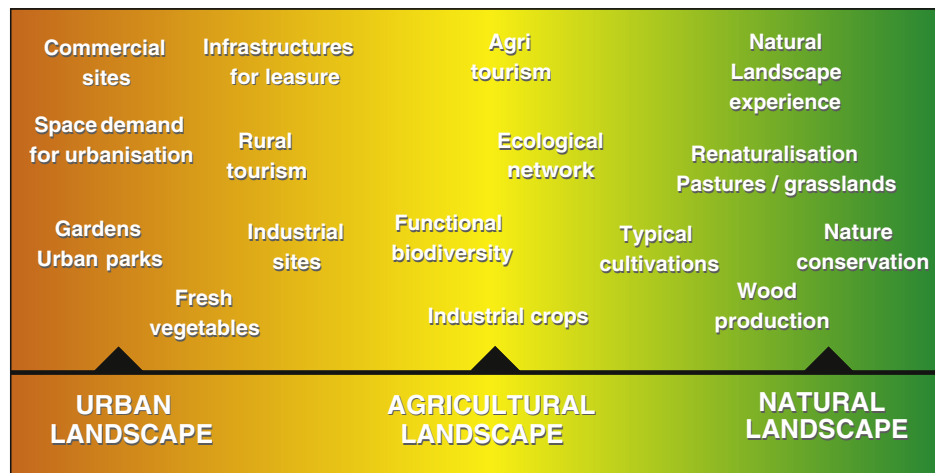 Commercial
sites
Infrastructures
for leasure
Agri
tourism
Natural
Landscape
experience
Space demand
for urbanisation
Rural
tourism
Ecological
network
Renaturalisation
Pastures / grasslands
Gardens
Urban parks
Industrial
sites
Functional
biodiversity
Typical
cultivations
Nature
conservation
Fresh
vegetables
Industrial crops
Wood
production
URBAN
LANDSCAPE
AGRICULTURAL
LANDSCAPE
NATURAL
LANDSCAPE